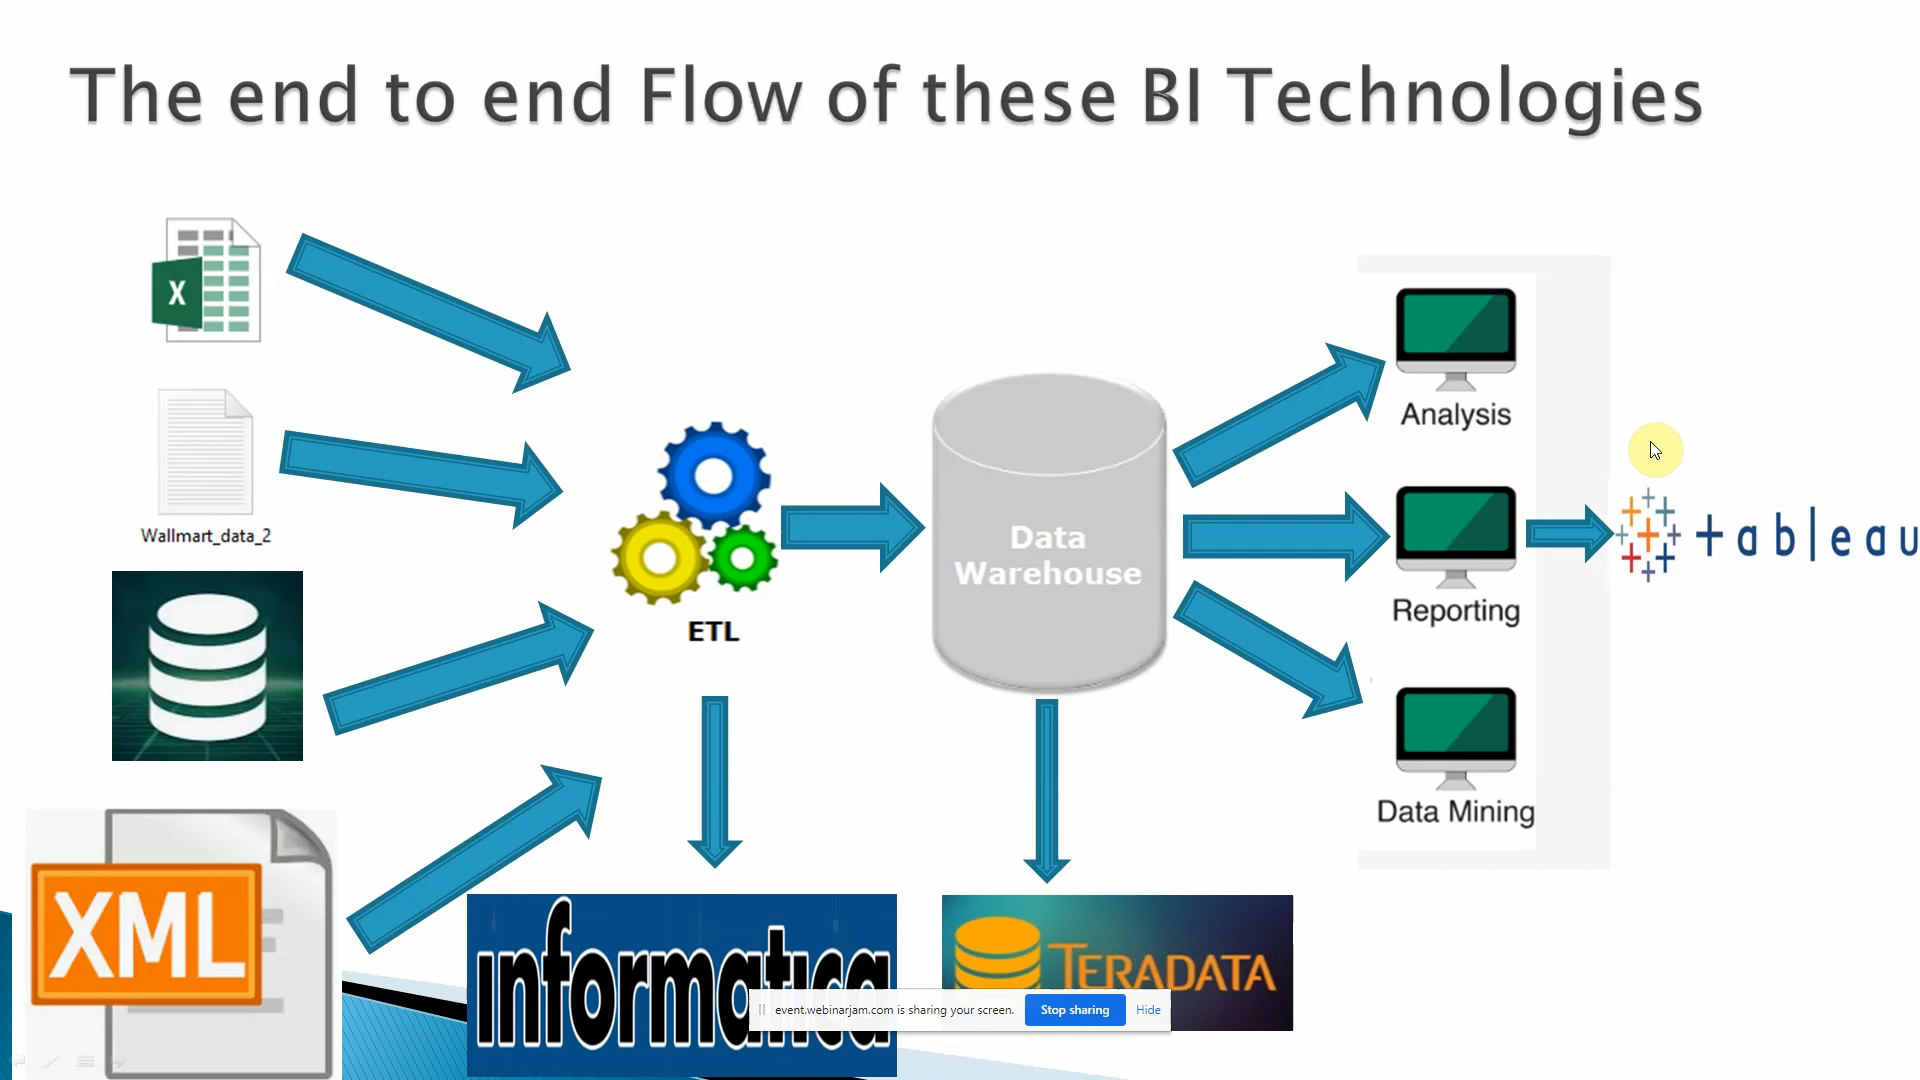 The end to end Flow of these BI Technologies
X
Wallmart_data_2
XML
ETL
Data
Warehouse
Analysis
Reporting
Data Mining
+ableau
informatica
TERADATA
event.webinarjam.com is sharing your screen.
Stop sharing
Hide